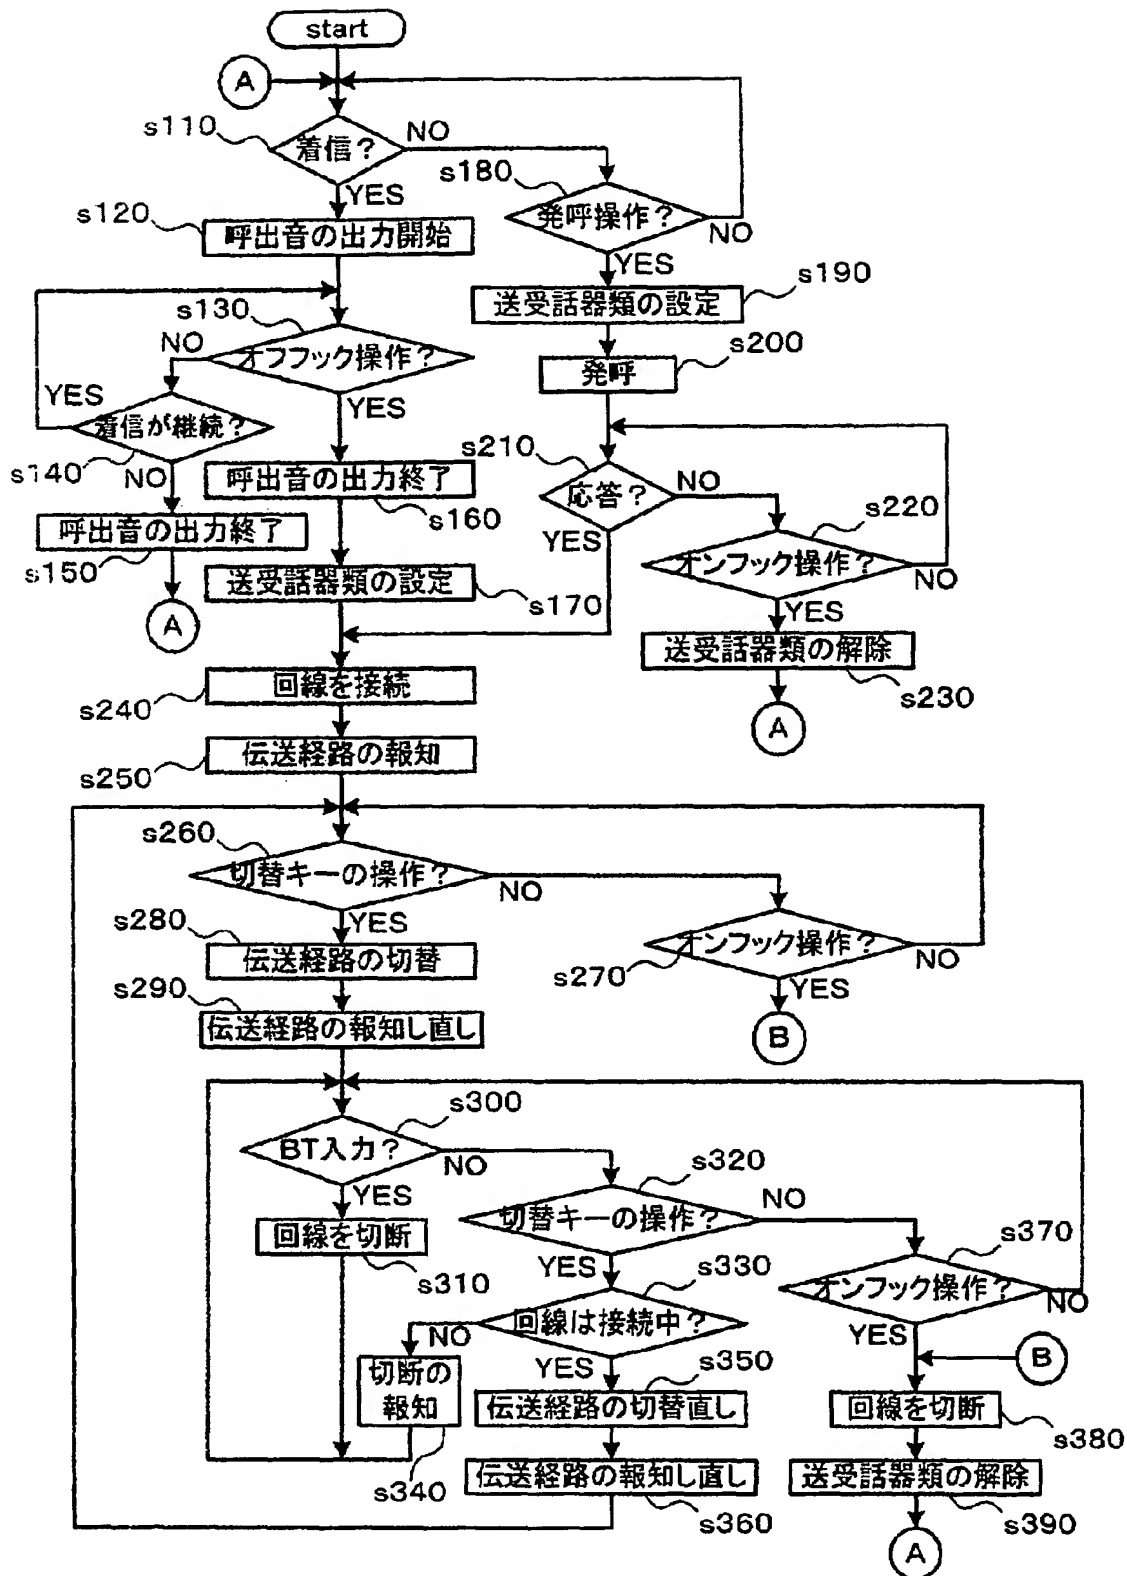 start
A
s110
着信?
NO
YES
s180
発呼操作?
NO
YES
s120
呼出音の出力開始
s190
送受話器類の設定
s130
オフフック操作?
NO
YES
s200
発呼
YES
着信が継続?
s140
NO
s210
応答?
NO
YES
呼出音の出力終了
s160
s220
オンフック操作?
NO
YES
呼出音の出力終了
s150
A
送受話器類の設定
s170
送受話器類の解除
s230
A
回線を接続
s240
伝送経路の報知
s250
s260
切替キーの操作?
NO
YES
s270
オンフック操作?
NO
YES
B
s280
伝送経路の切替
s290
伝送経路の報知し直し
s300
BT入力?
NO
YES
回線を切断
s310
s320
切替キーの操作?
NO
YES
s330
回線は接続中?
NO
YES
s370
オンフック操作?
NO
YES
B
切断の
報知
s340
s350
伝送経路の切替直し
回線を切断
s380
伝送経路の報知し直し
s360
送受話器類の解除
s390
A